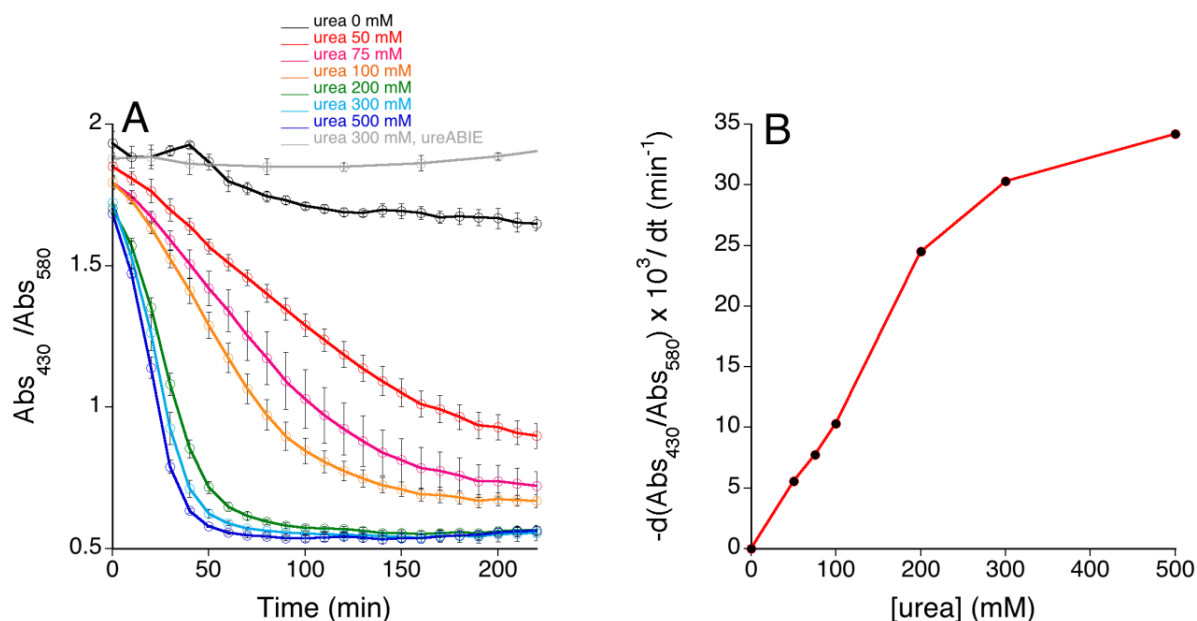 urea 0 mM
urea 50 mM
urea 75 mM
urea 100 mM
urea 200 mM
urea 300 mM
urea 500 mM
urea 300 mM, ureABIE
A
2
1.5
1
0.5
Abs430 /Abs580
0
50
100
150
200
Time (min)
B
35
30
25
20
15
10
5
0
-d(Abs430/Abs580) x 10^3/ dt (min^-1)
0
100
200
300
400
500
[urea] (mM)